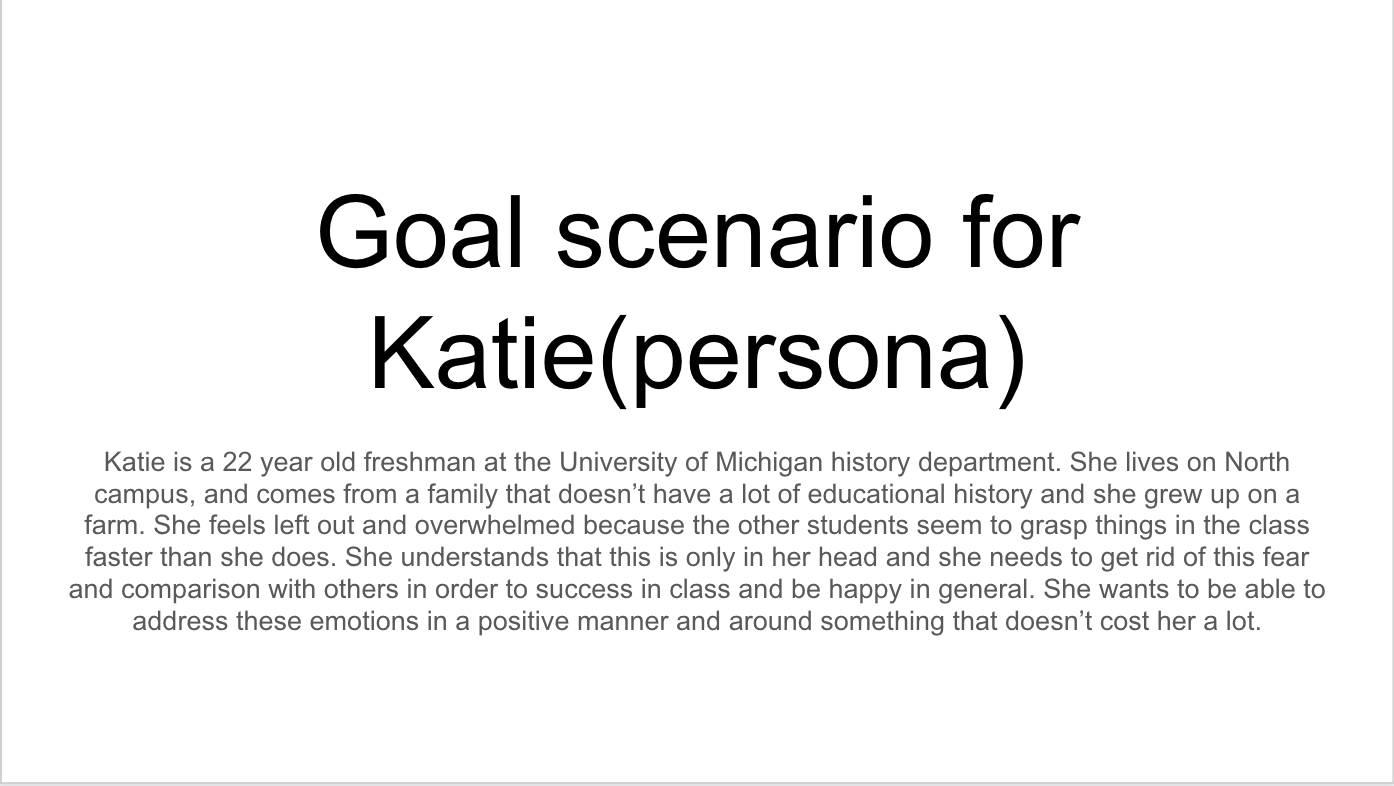 Goal scenario for
Katie(persona)
Katie is a 22 year old freshman at the University of Michigan history department. She lives on North
campus, and comes from a family that doesn’t have a lot of educational history and she grew up on a
farm. She feels left out and overwhelmed because the other students seem to grasp things in the class
faster than she does. She understands that this is only in her head and she needs to get rid of this fear
and comparison with others in order to success in class and be happy in general. She wants to be able to
address these emotions in a positive manner and around something that doesn’t cost her a lot.